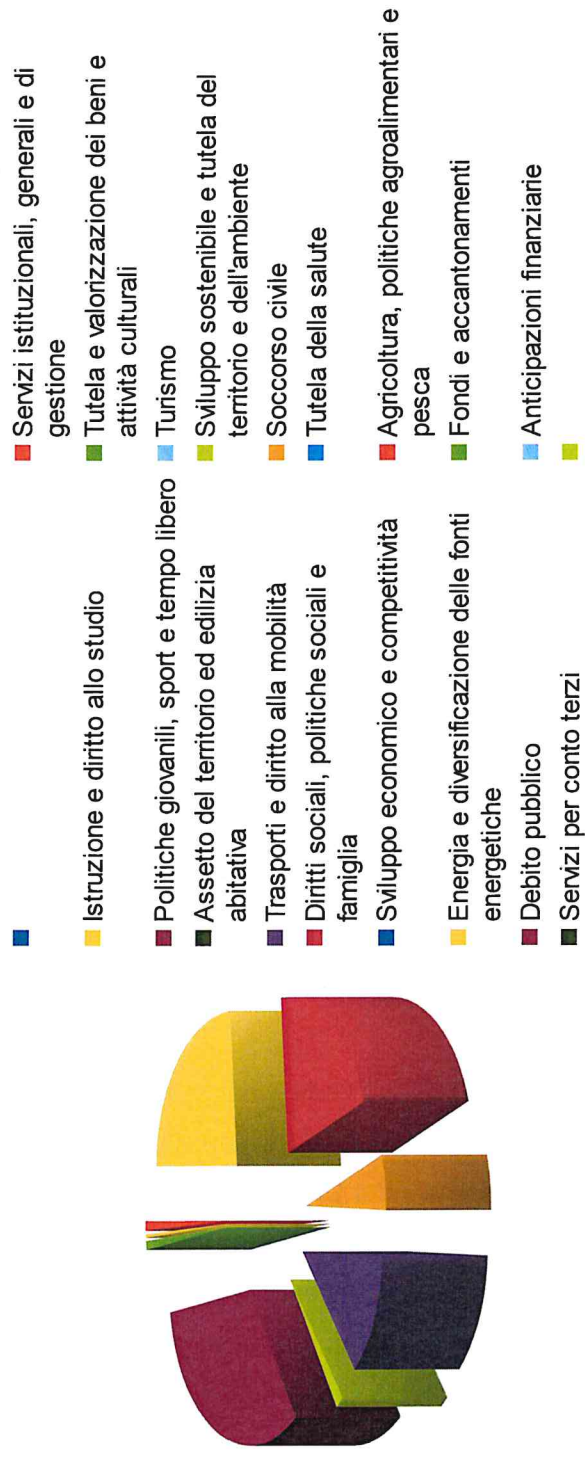 Servizi istituzionali, generali e di
gestione
Istruzione e diritto allo studio
Tutela e valorizzazione dei beni e
attività culturali
Politiche giovanili, sport e tempo libero
Turismo
Assetto del territorio ed edilizia
abitativa
Sviluppo sostenibile e tutela del
territorio e dell'ambiente
Trasporti e diritto alla mobilità
Soccorso civile
Diritti sociali, politiche sociali e
famiglia
Tutela della salute
Sviluppo economico e competitività
Agricoltura, politiche agroalimentari e
pesca
Energia e diversificazione delle fonti
energetiche
Fondi e accantonamenti
Debito pubblico
Anticipazioni finanziarie
Servizi per conto terzi